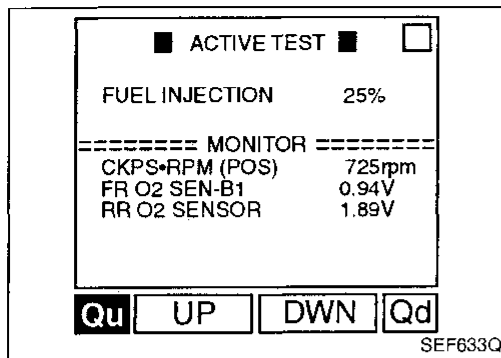 ACTIVE TEST
FUEL INJECTION 25%
======== MONITOR ========
CKPS•RPM (POS) 725rpm
FR O2 SEN-B1 0.94V
RR O2 SENSOR 1.89V
Qu UP DWN Qd
SEF633Q